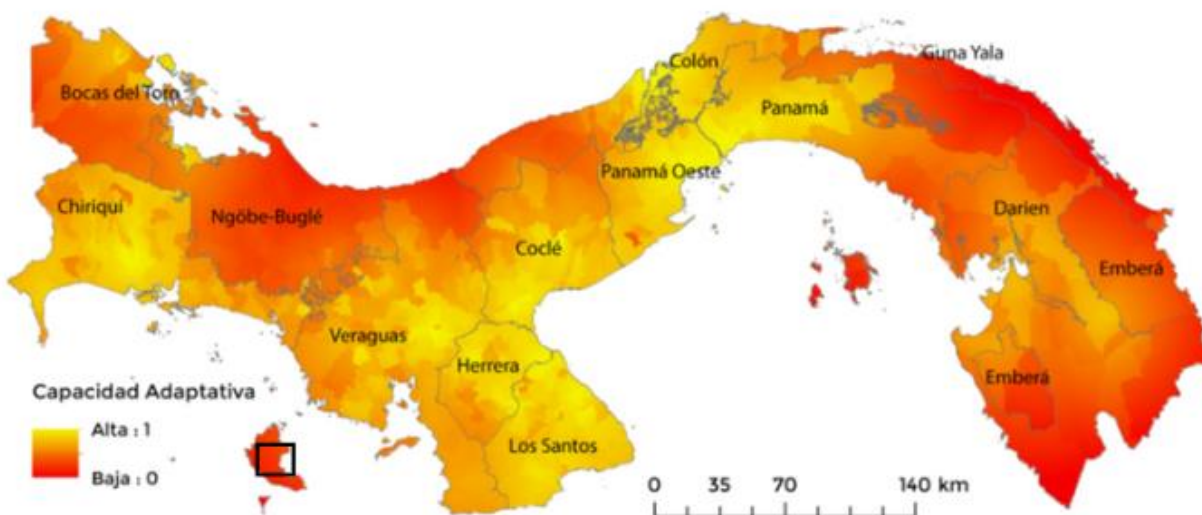 Guna Yala
Colón
Bocas del Toro
Panamá
Panamá Oeste
Chiriquí
Ngöbe-Buglé
Darien
Coclé
Emberá
Veraguas
Herrera
Emberá
Capacidad Adaptativa
Alta : 1
Baja : 0
Los Santos
0 35 70 140 km